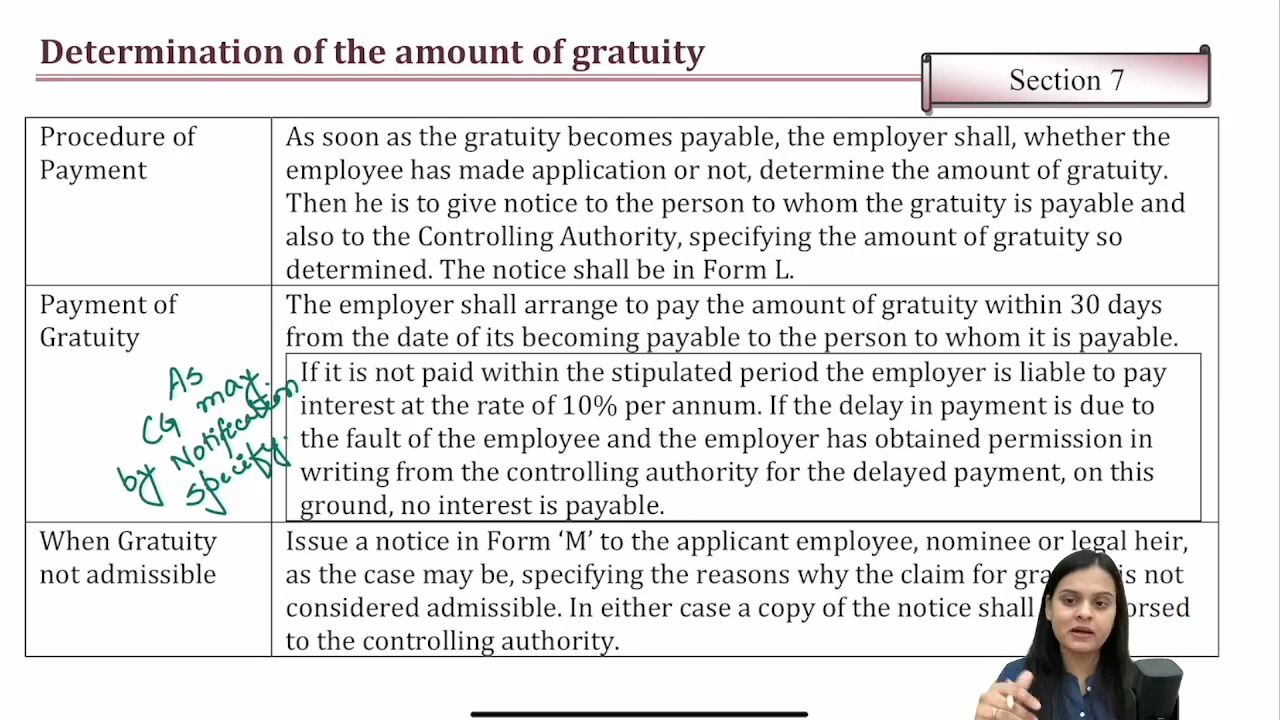 Determination of the amount of gratuity
Section 7
Procedure of
Payment
As soon as the gratuity becomes payable, the employer shall, whether the
employee has made application or not, determine the amount of gratuity.
Then he is to give notice to the person to whom the gratuity is payable and
also to the Controlling Authority, specifying the amount of gratuity so
determined. The notice shall be in Form L.
Payment of
Gratuity
As
CG may
by Notification
specify.
The employer shall arrange to pay the amount of gratuity within 30 days
from the date of its becoming payable to the person to whom it is payable.
If it is not paid within the stipulated period the employer is liable to pay
interest at the rate of 10% per annum. If the delay in payment is due to
the fault of the employee and the employer has obtained permission in
writing from the controlling authority for the delayed payment, on this
ground, no interest is payable.
When Gratuity
not admissible
Issue a notice in Form ‘M’ to the applicant employee, nominee or legal heir,
as the case may be, specifying the reasons why the claim for is not
considered admissible. In either case a copy of the notice shall
to the controlling authority.